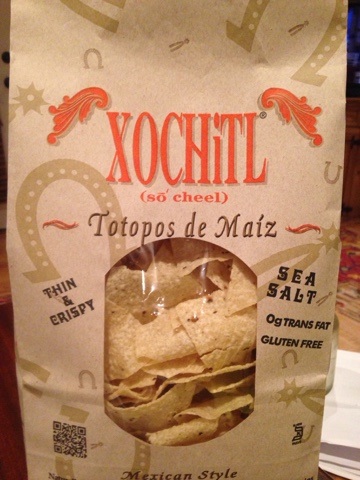 XOCHiTL®
(sō cheel)
Totopos de Maíz
THIN
&
CRISPY
SEA
SALT
0g TRANS FAT
GLUTEN FREE
Mexican Style